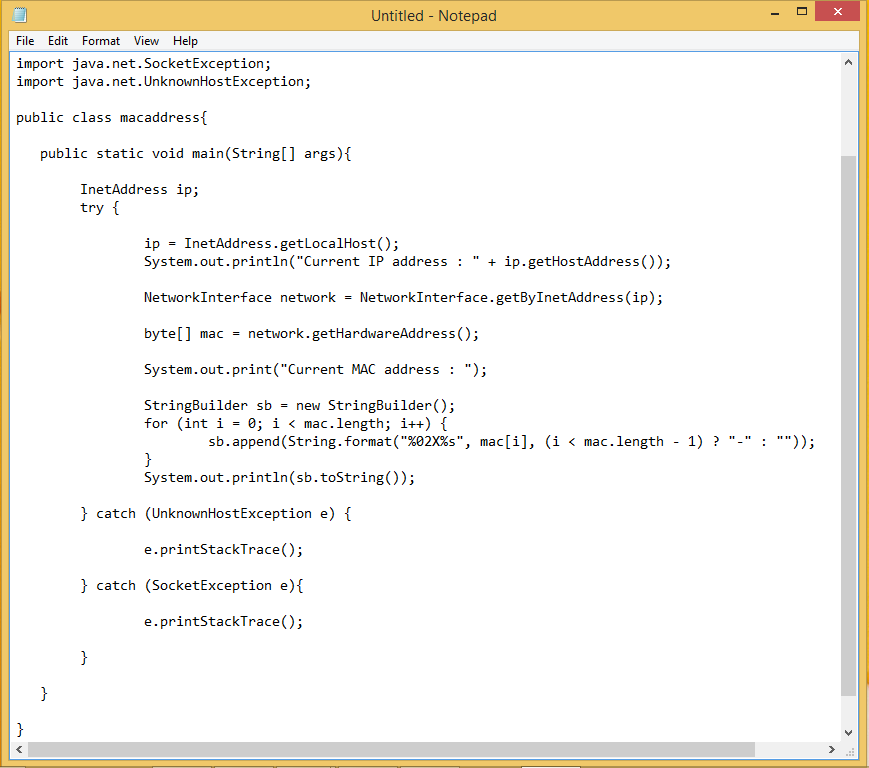 Untitled - Notepad
File Edit Format View Help
import java.net.SocketException;
import java.net.UnknownHostException;
public class macaddress{
public static void main(String[] args){
InetAddress ip;
try {
ip = InetAddress.getLocalHost();
System.out.println("Current IP address : " + ip.getHostAddress());
NetworkInterface network = NetworkInterface.getByInetAddress(ip);
byte[] mac = network.getHardwareAddress();
System.out.print("Current MAC address : ");
StringBuilder sb = new StringBuilder();
for (int i = 0; i < mac.length; i++) {
sb.append(String.format("%02X%s", mac[i], (i < mac.length - 1) ? "-" : ""));
}
System.out.println(sb.toString());
} catch (UnknownHostException e) {
e.printStackTrace();
} catch (SocketException e){
e.printStackTrace();
}
}
}